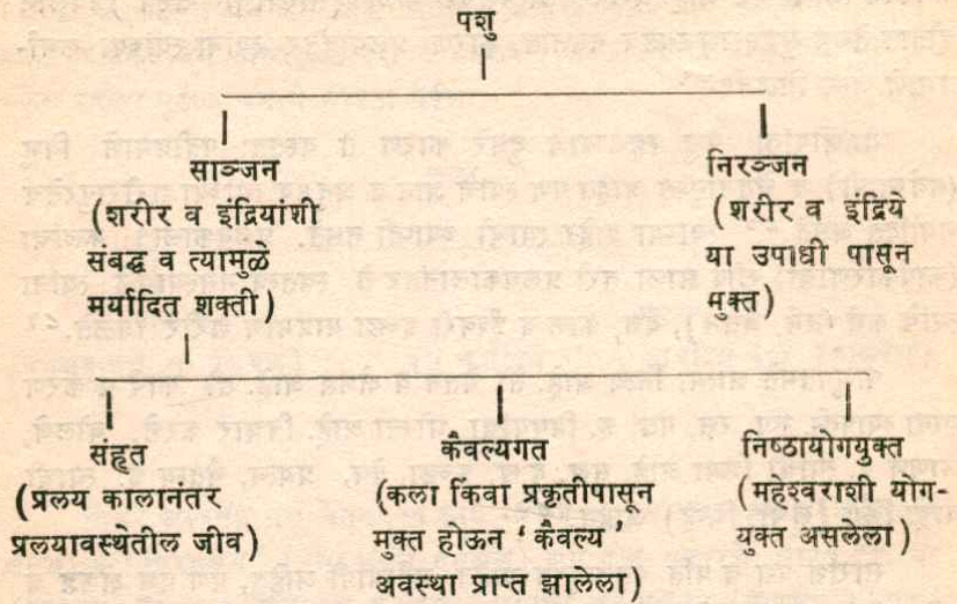 पशु
साञ्जन
(शरीर व इंद्रियांशी
संबद्ध व त्यामुळे
मर्यादित शक्ती)
निरञ्जन
(शरीर व इंद्रिये
या उपाधी पासून
मुक्त)
संहृत
(प्रलय कालानंतर
प्रलयावस्थेतील जीव)
कैवल्यगत
(कला किंवा प्रकृतीपासून
मुक्त होऊन ‘कैवल्य’
अवस्था प्राप्त झालेला)
निष्ठायोगयुक्त
(महेश्वराशी योग-
युक्त असलेला)